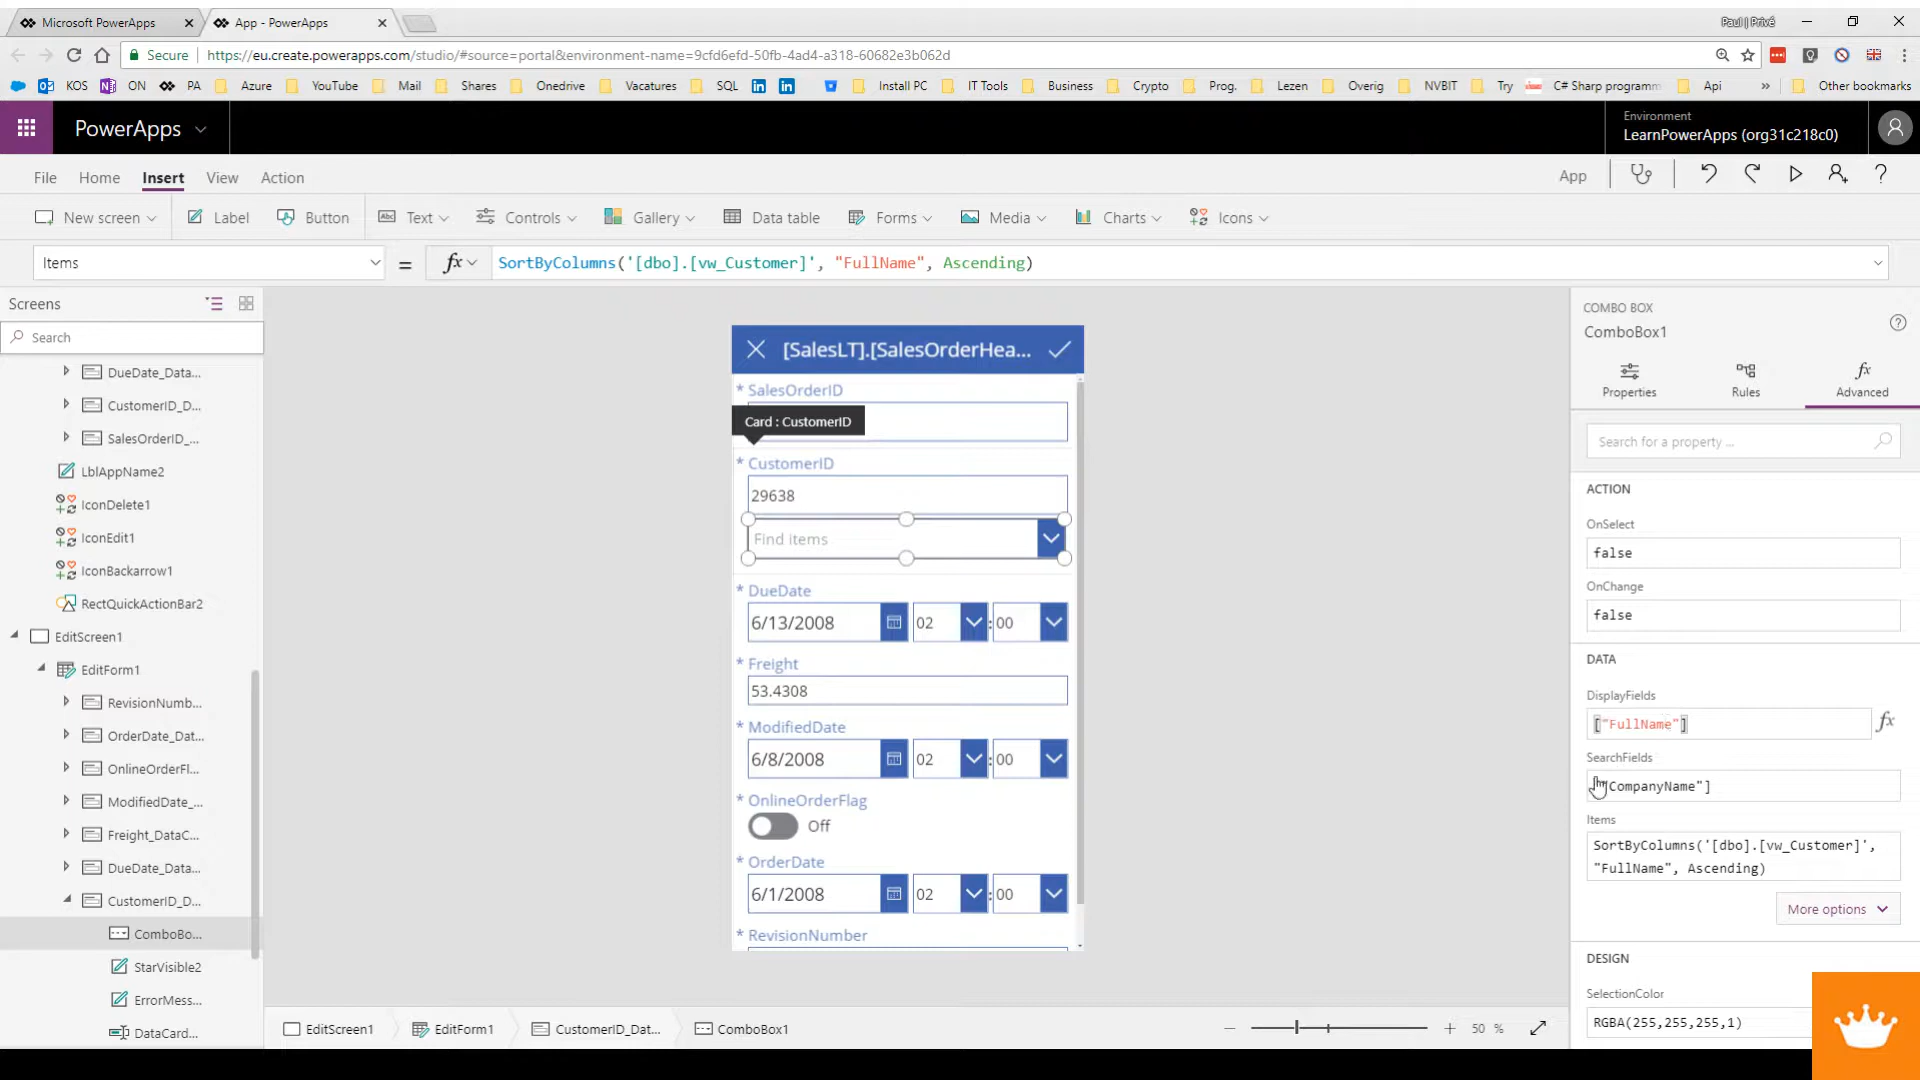 Microsoft PowerApps
App - PowerApps
Paul | Privé
Secure
https://eu.create.powerapps.com/studio/#source=portal&environment-name=9cfd6efd-50fb-4ad4-a318-60682e3b062d
KOS
ON
PA
Azure
YouTube
Mail
Shares
Onedrive
Vacatures
SQL
Install PC
IT Tools
Business
Crypto
Prog.
Lezen
Overig
NVBIT
Try
C# Sharp programm
Api
»
Other bookmarks
PowerApps
Environment
LearnPowerApps (org31c218c0)
File
Home
Insert
View
Action
App
New screen
Label
Button
Text
Controls
Gallery
Data table
Forms
Media
Charts
Icons
Items
=
fx
SortByColumns('[dbo].[vw_Customer]', "FullName", Ascending)
Screens
Search
DueDate_Data...
CustomerID_D...
SalesOrderID_...
LblAppName2
IconDelete1
IconEdit1
IconBackarrow1
RectQuickActionBar2
EditScreen1
EditForm1
RevisionNumb...
OrderDate_Dat...
OnlineOrderFl...
ModifiedDate_...
Freight_DataC...
DueDate_Data...
CustomerID_D...
ComboBo...
StarVisible2
ErrorMess...
DataCard...
[SalesLT].[SalesOrderHea...
* SalesOrderID
Card : CustomerID
* CustomerID
29638
Find items
* DueDate
6/13/2008
02
:
00
* Freight
53.4308
* ModifiedDate
6/8/2008
02
:
00
* OnlineOrderFlag
Off
* OrderDate
6/1/2008
02
:
00
* RevisionNumber
EditScreen1
EditForm1
CustomerID_Dat...
ComboBox1
50 %
COMBO BOX
ComboBox1
Properties
Rules
fx
Advanced
Search for a property ...
ACTION
OnSelect
false
OnChange
false
DATA
DisplayFields
["FullName"]
fx
SearchFields
"CompanyName"]
Items
SortByColumns('[dbo].[vw_Customer]',
"FullName", Ascending)
More options
DESIGN
SelectionColor
RGBA(255,255,255,1)